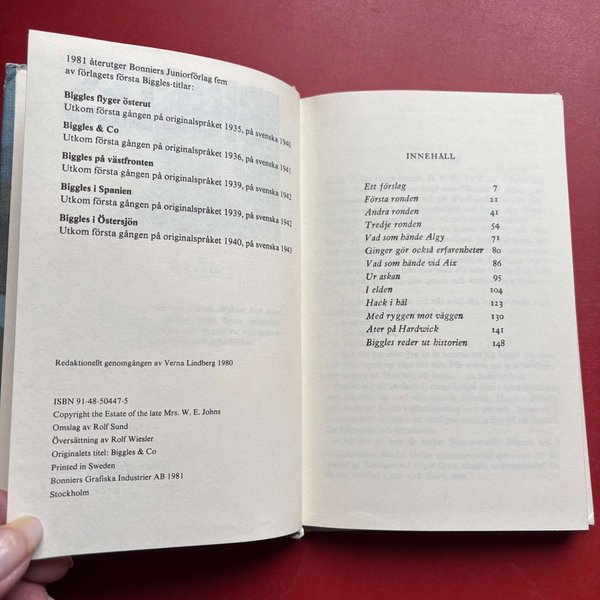 1981 återutger Bonniers Juniorförlag fem
av förlagets första Biggles-titlar:
Biggles flyger österut
Utkom första gången på originalspråket 1935, på svenska 1940
Biggles & Co
Utkom första gången på originalspråket 1936, på svenska 1941
Biggles på västfronten
Utkom första gången på originalspråket 1939, på svenska 1942
Biggles i Spanien
Utkom första gången på originalspråket 1939, på svenska 1942
Biggles i Östersjön
Utkom första gången på originalspråket 1940, på svenska 1943
Redaktionellt genomgången av Verna Lindberg 1980
ISBN 91-48-50447-5
Copyright the Estate of the late Mrs. W. E. Johns
Omslag av Rolf Sund
Översättning av Rolf Wiesler
Originalets titel: Biggles & Co
Printed in Sweden
Bonniers Grafiska Industrier AB 1981
Stockholm
INNEHÅLL
Ett förslag 7
Första ronden 21
Andra ronden 41
Tredje ronden 54
Vad som hände Algy 71
Ginger gör också erfarenheter 80
Vad som hände vid Aix 86
Ur askan 95
I elden 104
Hack i häl 123
Med ryggen mot väggen 130
Åter på Hardwick 141
Biggles reder ut historien 148